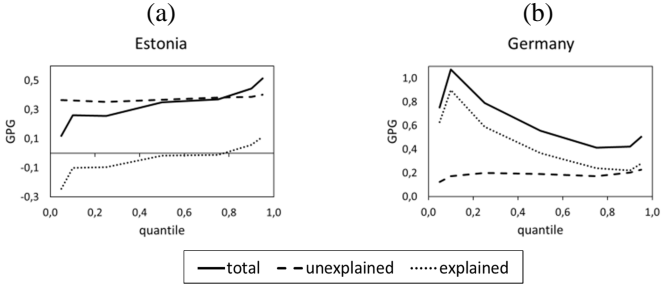 (a) (b)
Estonia Germany
0,5
0,3
0,1
-0,1
-0,3
GPG
0,0 0,2 0,4 0,6 0,8 1,0
quantile
1,0
0,8
0,6
0,4
0,2
0,0
GPG
0,0 0,2 0,4 0,6 0,8 1,0
quantile
total unexplained explained